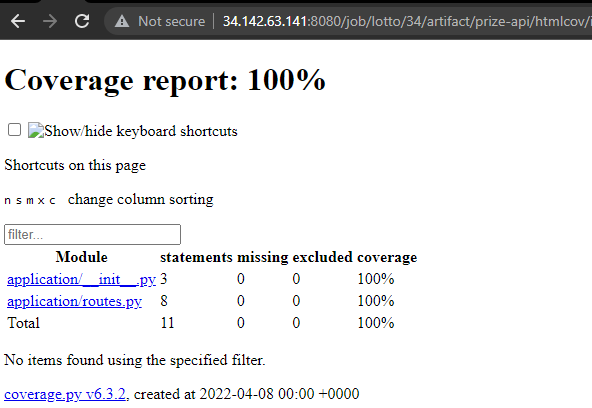 Not secure | 34.142.63.141:8080/job/lotto/34/artifact/prize-api/htmlcov/
Coverage report: 100%
Show/hide keyboard shortcuts
Shortcuts on this page
n s m x c change column sorting
filter...
Module statements missing excluded coverage
application/__init__.py 3 0 0 100%
application/routes.py 8 0 0 100%
Total 11 0 0 100%
No items found using the specified filter.
coverage.py v6.3.2, created at 2022-04-08 00:00 +0000